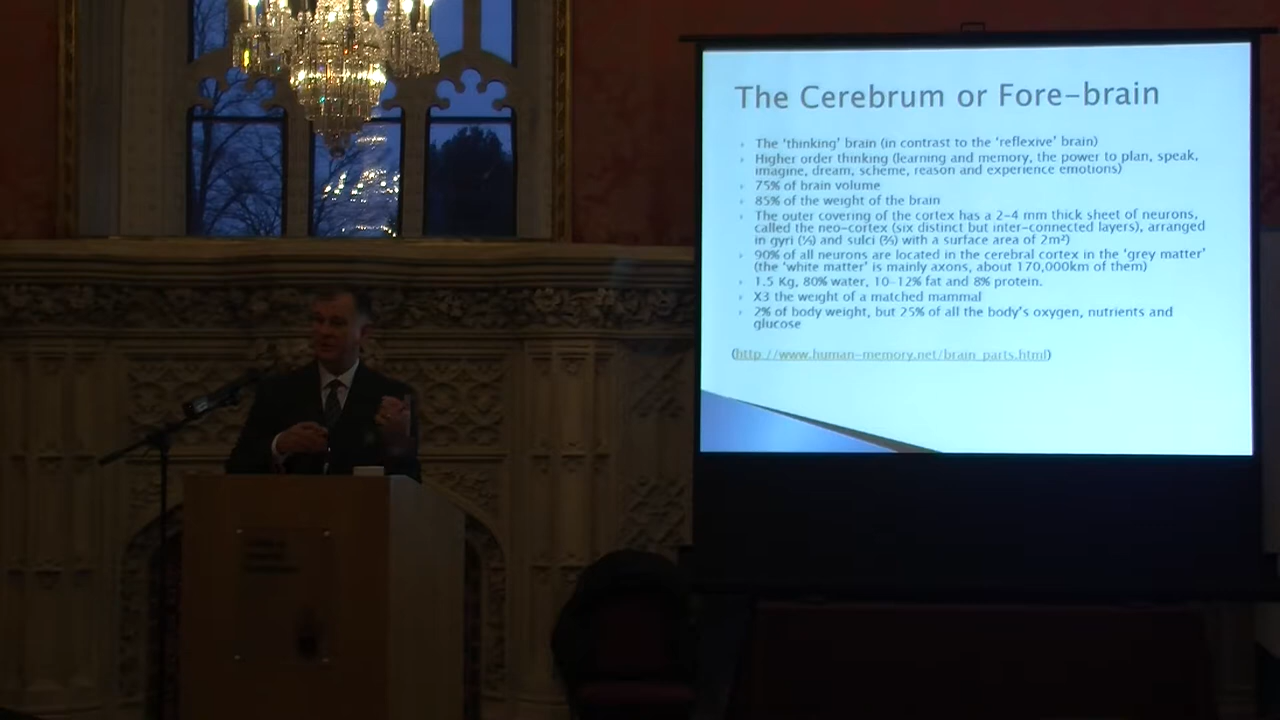 The Cerebrum or Fore-brain
The 'thinking' brain (in contrast to the 'reflexive' brain)
Higher order thinking (learning and memory, the power to plan, speak,
imagine, dream, scheme, reason and experience emotions)
75% of brain volume
85% of the weight of the brain
The outer covering of the cortex has a 2-4 mm thick sheet of neurons,
called the neo-cortex (six distinct but inter-connected layers), arranged
in gyri (⅓) and sulci (⅔) with a surface area of 2m²)
90% of all neurons are located in the cerebral cortex in the 'grey matter'
(the 'white matter' is mainly axons, about 170,000km of them)
1.5 Kg, 80% water, 10-12% fat and 8% protein.
X3 the weight of a matched mammal
2% of body weight, but 25% of all the body's oxygen, nutrients and
glucose
(http://www.human-memory.net/brain_parts.html)